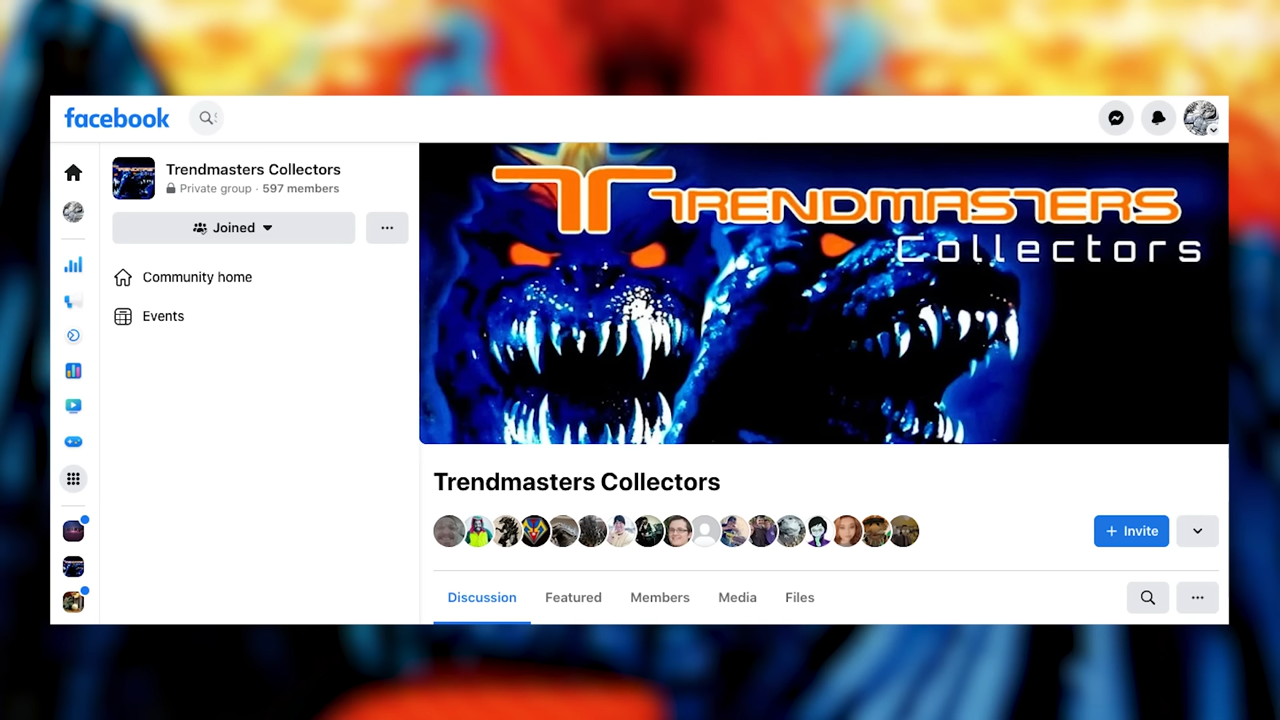 facebook
Trendmasters Collectors
Private group · 597 members
Joined
Community home
Events
TRENDMASTERS
Collectors
Trendmasters Collectors
+ Invite
Discussion
Featured
Members
Media
Files